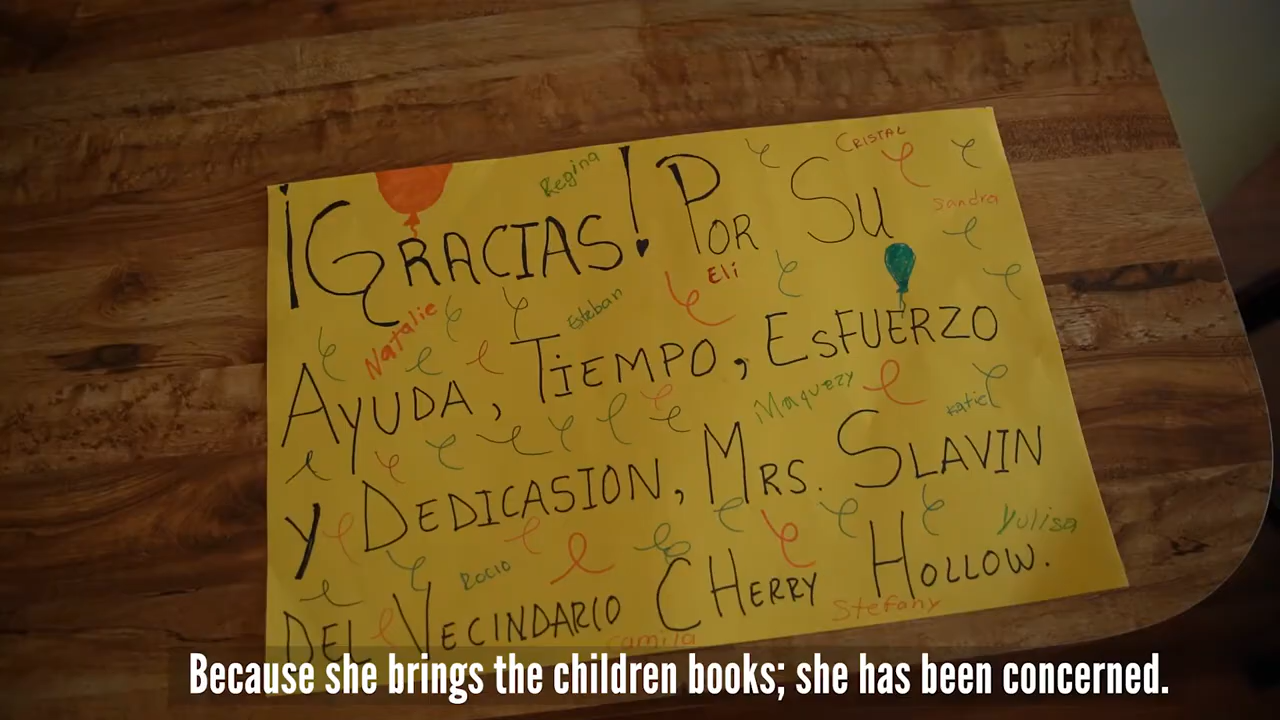 Regina
CRISTAL
¡GRACIAS! POR SU
Sandra
Eli
Natalie
Esteban
AYUDA, TIEMPO, ESFUERZO
Maquezy
Katie
Y DEDICASION, MRS. SLAVIN
Yulisa
ROCIO
DEL VECINDARIO CHERRY HOLLOW.
Stefany
Camila
Because she brings the children books; she has been concerned.